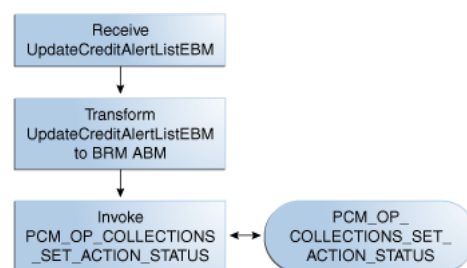 Receive
UpdateCreditAlertListEBM
Transform
UpdateCreditAlertListEBM
to BRM ABM
Invoke
PCM_OP_COLLECTIONS
_SET_ACTION_STATUS
PCM_OP_
COLLECTIONS_SET_
ACTION_STATUS